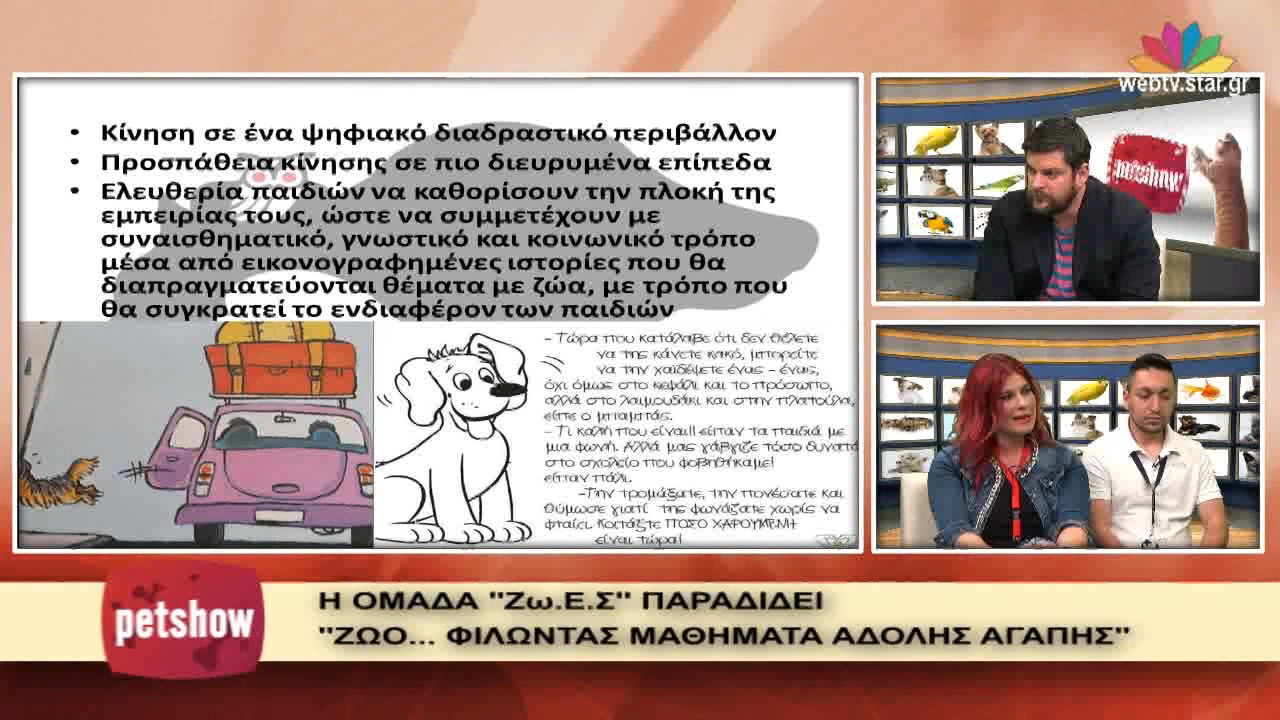 webtv.star.gr
• Κίνηση σε ένα ψηφιακό διαδραστικό περιβάλλον
• Προσπάθεια κίνησης σε πιο διευρυμένα επίπεδα
• Ελευθερία παιδιών να καθορίσουν την πλοκή της
εμπειρίας τους, ώστε να συμμετέχουν με
συναισθηματικό, γνωστικό και κοινωνικό τρόπο
μέσα από εικονογραφημένες ιστορίες που θα
διαπραγματεύονται θέματα με ζώα, με τρόπο που
θα συγκρατεί το ενδιαφέρον των παιδιών
– Τώρα που κατάλαβε ότι δεν θέλετε
να της κάνετε κακό, μπορείτε
να την χαϊδέψετε ένας – ένας,
όχι όμως στο κεφάλι και το πρόσωπο,
αλλά στο λαιμουδάκι και στην πλατούλα,
είπε ο μπαμπάς.
– Τι καλή που είναι!! είπαν τα παιδιά με
μια φωνή. Αλλά μας γάβγιζε τόσο δυνατά
στο σχολείο που φοβηθήκαμε!
είπαν πάλι.
–Την τρομάξατε, την πονέσατε και
θύμωσε γιατί της φωνάζατε χωρίς να
φταίει. Κοιτάξτε ΠΟΣΟ ΧΑΡΟΥΜΕΝΗ
είναι τώρα!
petshow
petshow
Η ΟΜΑΔΑ "Ζω.Ε.Σ" ΠΑΡΑΔΙΔΕΙ
"ΖΩΟ... ΦΙΛΩΝΤΑΣ ΜΑΘΗΜΑΤΑ ΑΔΟΛΗΣ ΑΓΑΠΗΣ"